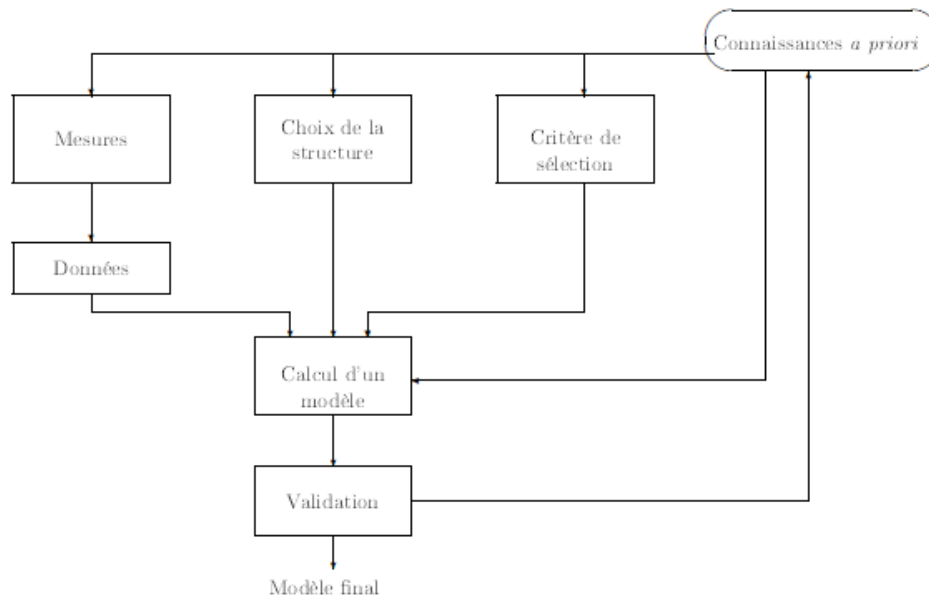 Connaissances a priori
Mesures
Choix de la
structure
Critère de
sélection
Données
Calcul d'un
modèle
Validation
Modèle final